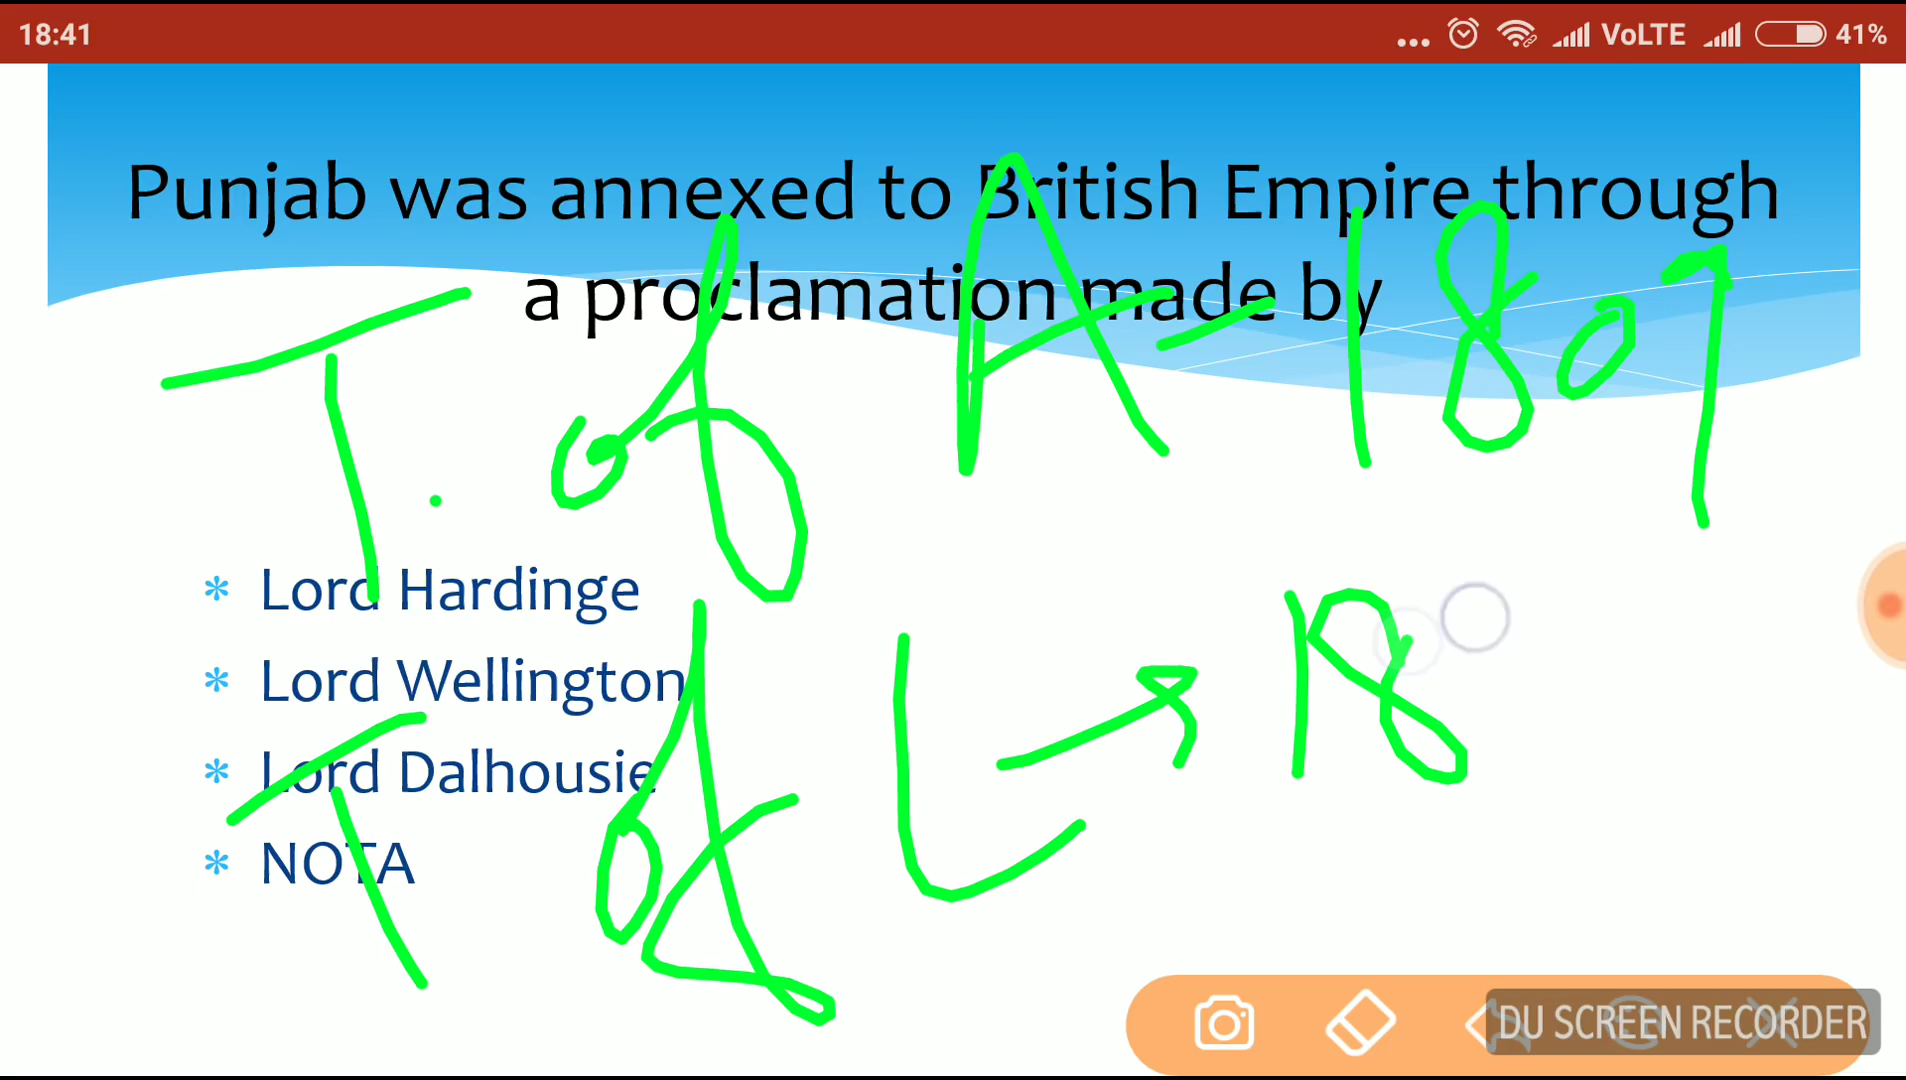 18:41 ... VoLTE 41%
Punjab was annexed to British Empire through
a proclamation made by
T. of A - 1809
* Lord Hardinge
* Lord Wellington
* Lord Dalhousie
* NOTA
T of L → 18
DU SCREEN RECORDER